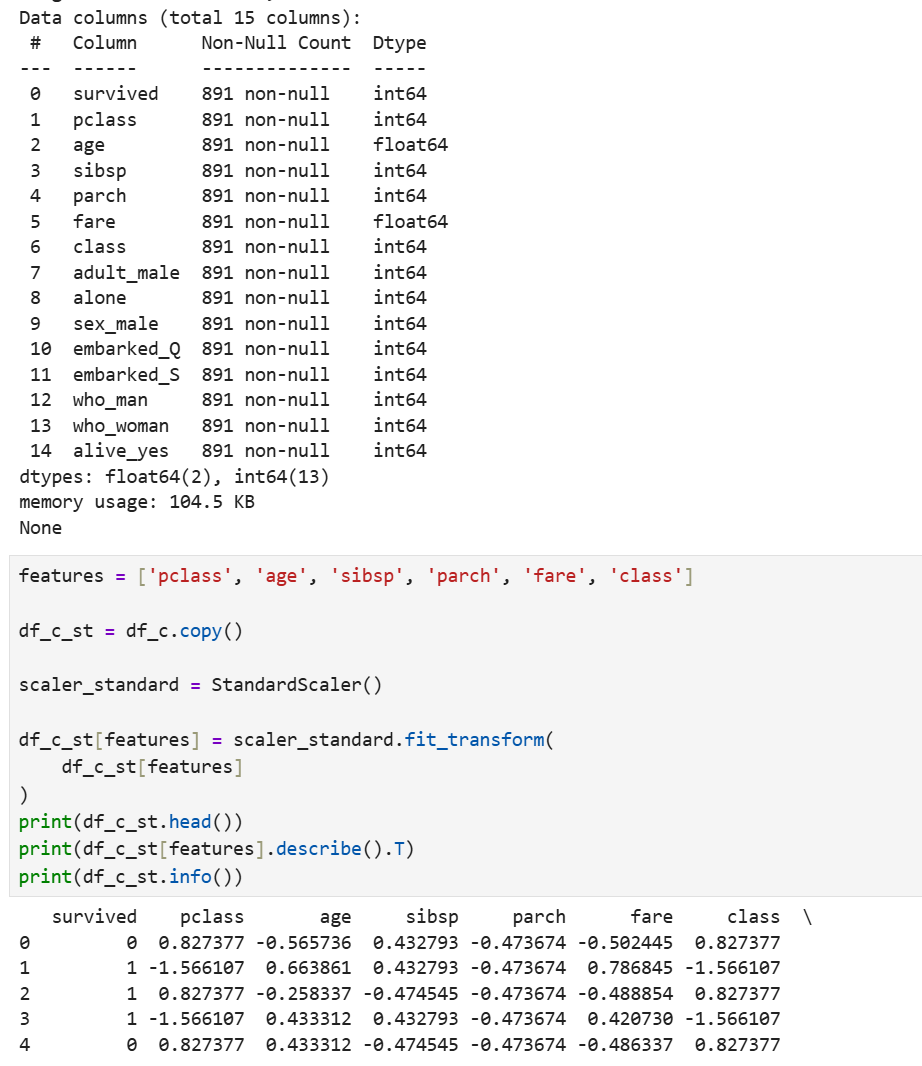 Data columns (total 15 columns):
 #   Column      Non-Null Count  Dtype
---  ------      --------------  -----
 0   survived    891 non-null    int64
 1   pclass      891 non-null    int64
 2   age         891 non-null    float64
 3   sibsp       891 non-null    int64
 4   parch       891 non-null    int64
 5   fare        891 non-null    float64
 6   class       891 non-null    int64
 7   adult_male  891 non-null    int64
 8   alone       891 non-null    int64
 9   sex_male    891 non-null    int64
 10  embarked_Q  891 non-null    int64
 11  embarked_S  891 non-null    int64
 12  who_man     891 non-null    int64
 13  who_woman   891 non-null    int64
 14  alive_yes   891 non-null    int64
dtypes: float64(2), int64(13)
memory usage: 104.5 KB
None
features = ['pclass', 'age', 'sibsp', 'parch', 'fare', 'class']
df_c_st = df_c.copy()
scaler_standard = StandardScaler()
df_c_st[features] = scaler_standard.fit_transform(
    df_c_st[features]
)
print(df_c_st.head())
print(df_c_st[features].describe().T)
print(df_c_st.info())
   survived    pclass       age     sibsp     parch      fare     class  \
0         0  0.827377 -0.565736  0.432793 -0.473674 -0.502445  0.827377
1         1 -1.566107  0.663861  0.432793 -0.473674  0.786845 -1.566107
2         1  0.827377 -0.258337 -0.474545 -0.473674 -0.488854  0.827377
3         1 -1.566107  0.433312  0.432793 -0.473674  0.420730 -1.566107
4         0  0.827377  0.433312 -0.474545 -0.473674 -0.486337  0.827377